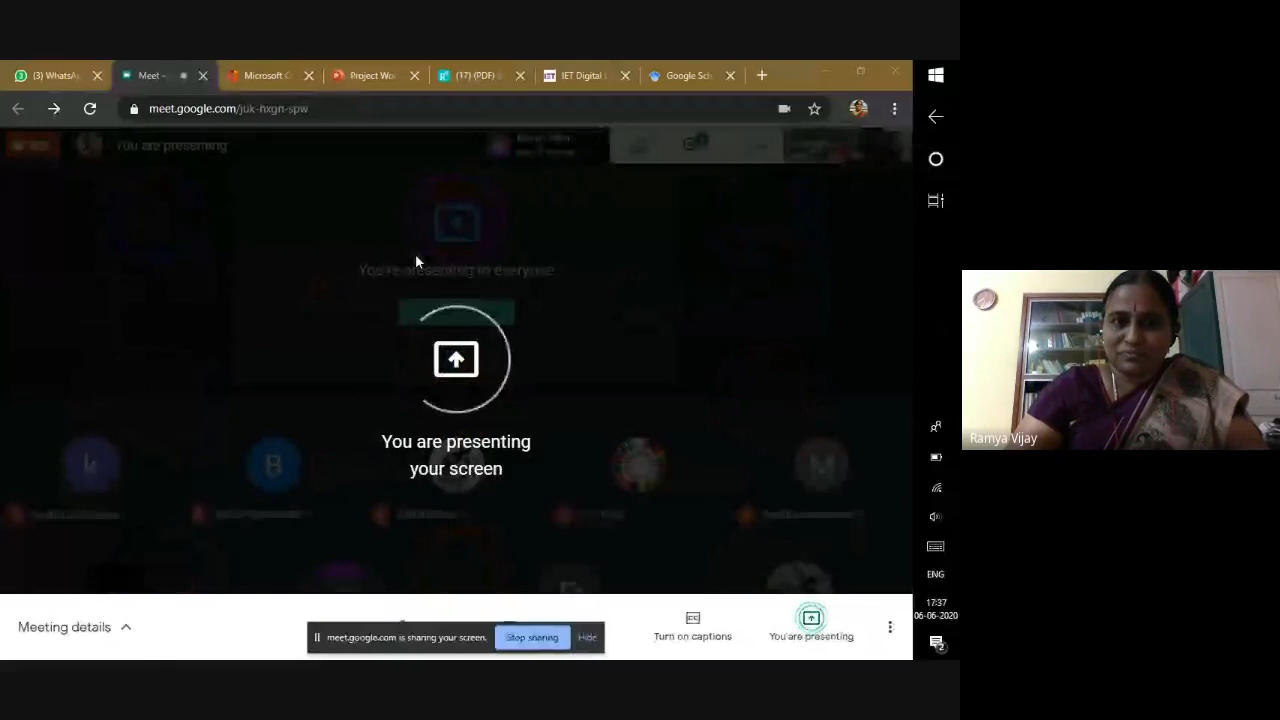 (3) WhatsA
Meet -
Microsoft O
Project Wo
(17) (PDF)
IET Digital L
Google Sch
meet.google.com/juk-hxgn-spw
You are presenting
You're presenting to everyone
You are presenting
your screen
B
Ramya Vijay
ENG
17:37
06-06-2020
Meeting details
meet.google.com is sharing your screen.
Stop sharing
Hide
Turn on captions
You are presenting
2